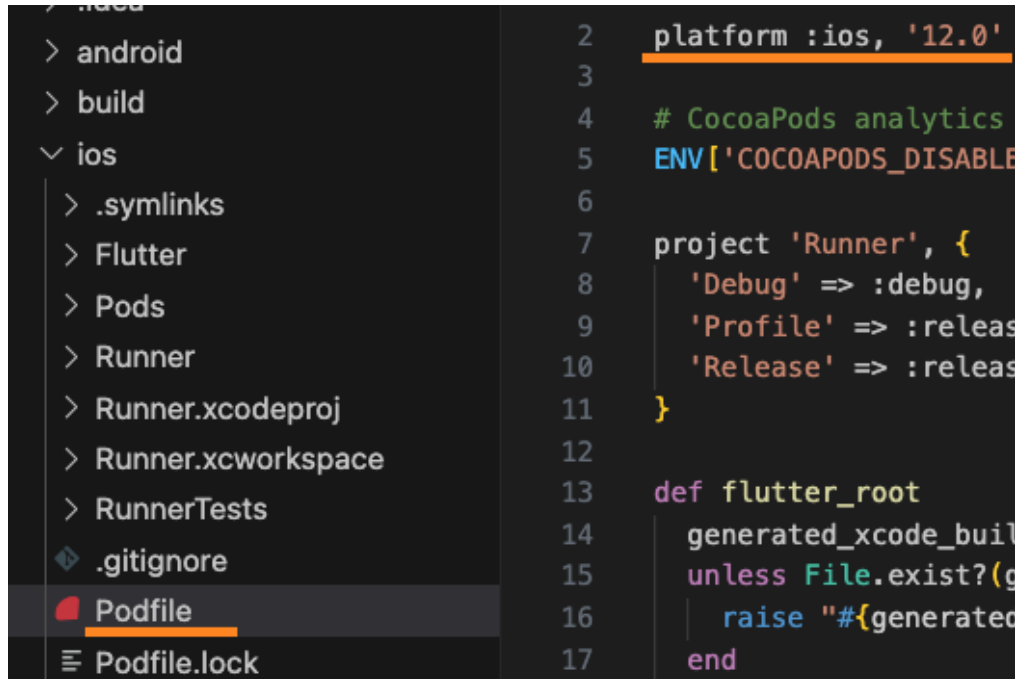 .idea
android
build
ios
.symlinks
Flutter
Pods
Runner
Runner.xcodeproj
Runner.xcworkspace
RunnerTests
.gitignore
Podfile
Podfile.lock
2 platform :ios, '12.0'
3
4 # CocoaPods analytics
5 ENV['COCOAPODS_DISABLE
6
7 project 'Runner', {
8 'Debug' => :debug,
9 'Profile' => :releas
10 'Release' => :releas
11 }
12
13 def flutter_root
14 generated_xcode_buil
15 unless File.exist?(g
16 raise "#{generated
17 end